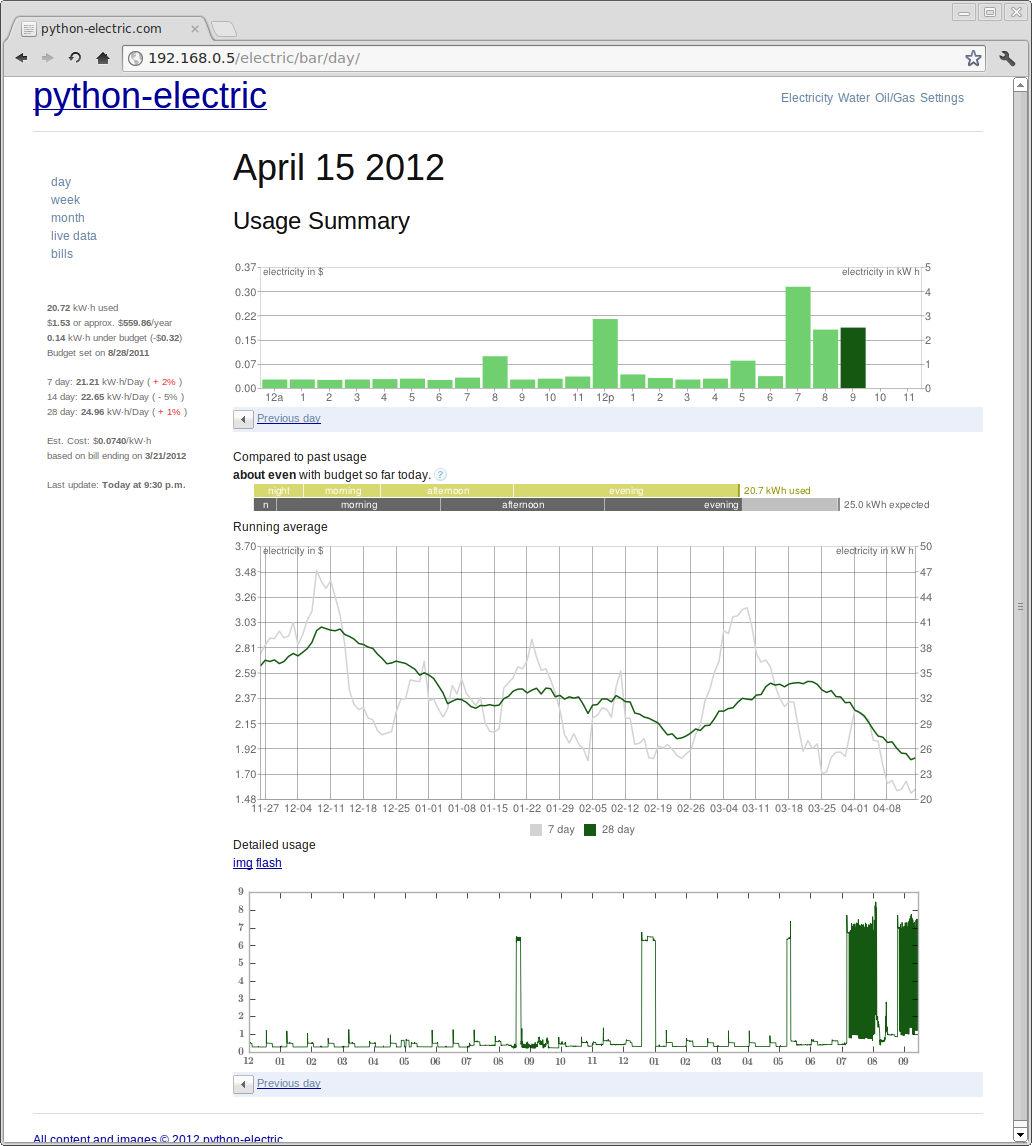 python-electric.com
192.168.0.5/electric/bar/day/
python-electric
Electricity Water Oil/Gas Settings
day
week
month
live data
bills
20.72 kW·h used
$1.53 or approx. $559.86/year
0.14 kW·h under budget (-$0.32)
Budget set on 8/28/2011
7 day: 21.21 kW·h/Day ( + 2% )
14 day: 22.65 kW·h/Day ( - 5% )
28 day: 24.96 kW·h/Day ( + 1% )
Est. Cost: $0.0740/kW·h
based on bill ending on 3/21/2012
Last update: Today at 9:30 p.m.
April 15 2012
Usage Summary
electricity in $ electricity in kW h
0.37 5
0.30 4
0.22 3
0.15 2
0.07 1
0.00 0
12a 1 2 3 4 5 6 7 8 9 10 11 12p 1 2 3 4 5 6 7 8 9 10 11
Previous day
Compared to past usage
about even with budget so far today. ?
night morning afternoon evening 20.7 kWh used
n morning afternoon evening 25.0 kWh expected
Running average
electricity in $ electricity in kW h
3.70 50
3.48 47
3.26 44
3.03 41
2.81 38
2.59 35
2.37 32
2.15 29
1.92 26
1.70 23
1.48 20
11-27 12-04 12-11 12-18 12-25 01-01 01-08 01-15 01-22 01-29 02-05 02-12 02-19 02-26 03-04 03-11 03-18 03-25 04-01 04-08
7 day 28 day
Detailed usage
img flash
9
8
7
6
5
4
3
2
1
0
12 01 02 03 04 05 06 07 08 09 10 11 12 01 02 03 04 05 06 07 08 09
Previous day
All content and images © 2012 python-electric